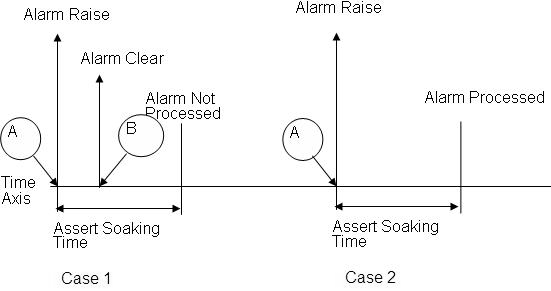 Alarm Raise
Alarm Clear
Alarm Not
Processed
A
B
Time
Axis
Assert Soaking
Time
Case 1
Alarm Raise
Alarm Processed
A
Assert Soaking
Time
Case 2